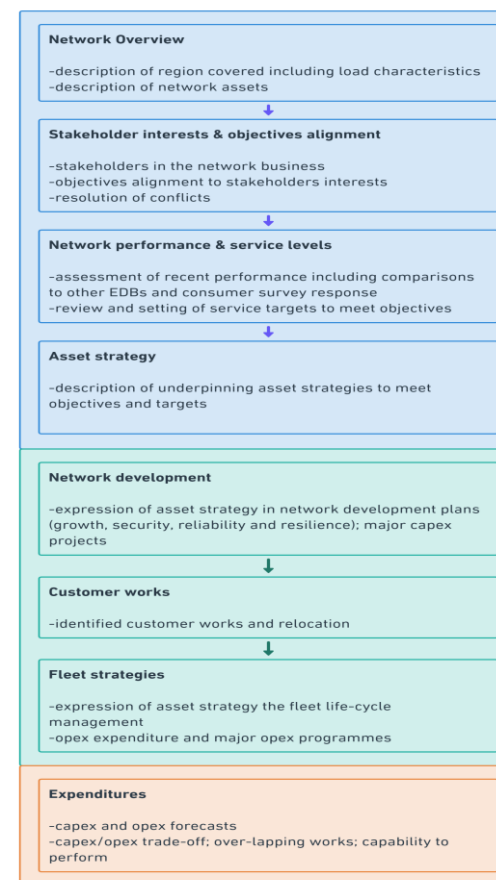 Network Overview
-description of region covered including load characteristics
-description of network assets
Stakeholder interests & objectives alignment
-stakeholders in the network business
-objectives alignment to stakeholders interests
-resolution of conflicts
Network performance & service levels
-assessment of recent performance including comparisons
to other EDBs and consumer survey response
-review and setting of service targets to meet objectives
Asset strategy
-description of underpinning asset strategies to meet
objectives and targets
Network development
-expression of asset strategy in network development plans
(growth, security, reliability and resilience); major capex
projects
Customer works
-identified customer works and relocation
Fleet strategies
-expression of asset strategy the fleet life-cycle
management
-opex expenditure and major opex programmes
Expenditures
-capex and opex forecasts
-capex/opex trade-off; over-lapping works; capability to
perform